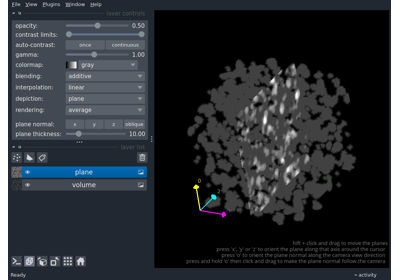 File View Plugins Window Help
layer controls
opacity: 0.50
contrast limits:
auto-contrast: once continuous
gamma: 1.00
colormap: gray
blending: additive
interpolation: linear
depiction: plane
rendering: average
plane normal: x y z oblique
plane thickness: 10.00
layer list
plane
volume
0
2
shift + click and drag to move the planes
press 'x', 'y' or 'z' to orient the plane along that axis around the cursor
press 'o' to orient the plane normal along the camera view direction
press and hold 'o' then click and drag to make the plane normal follow the camera
Ready
activity